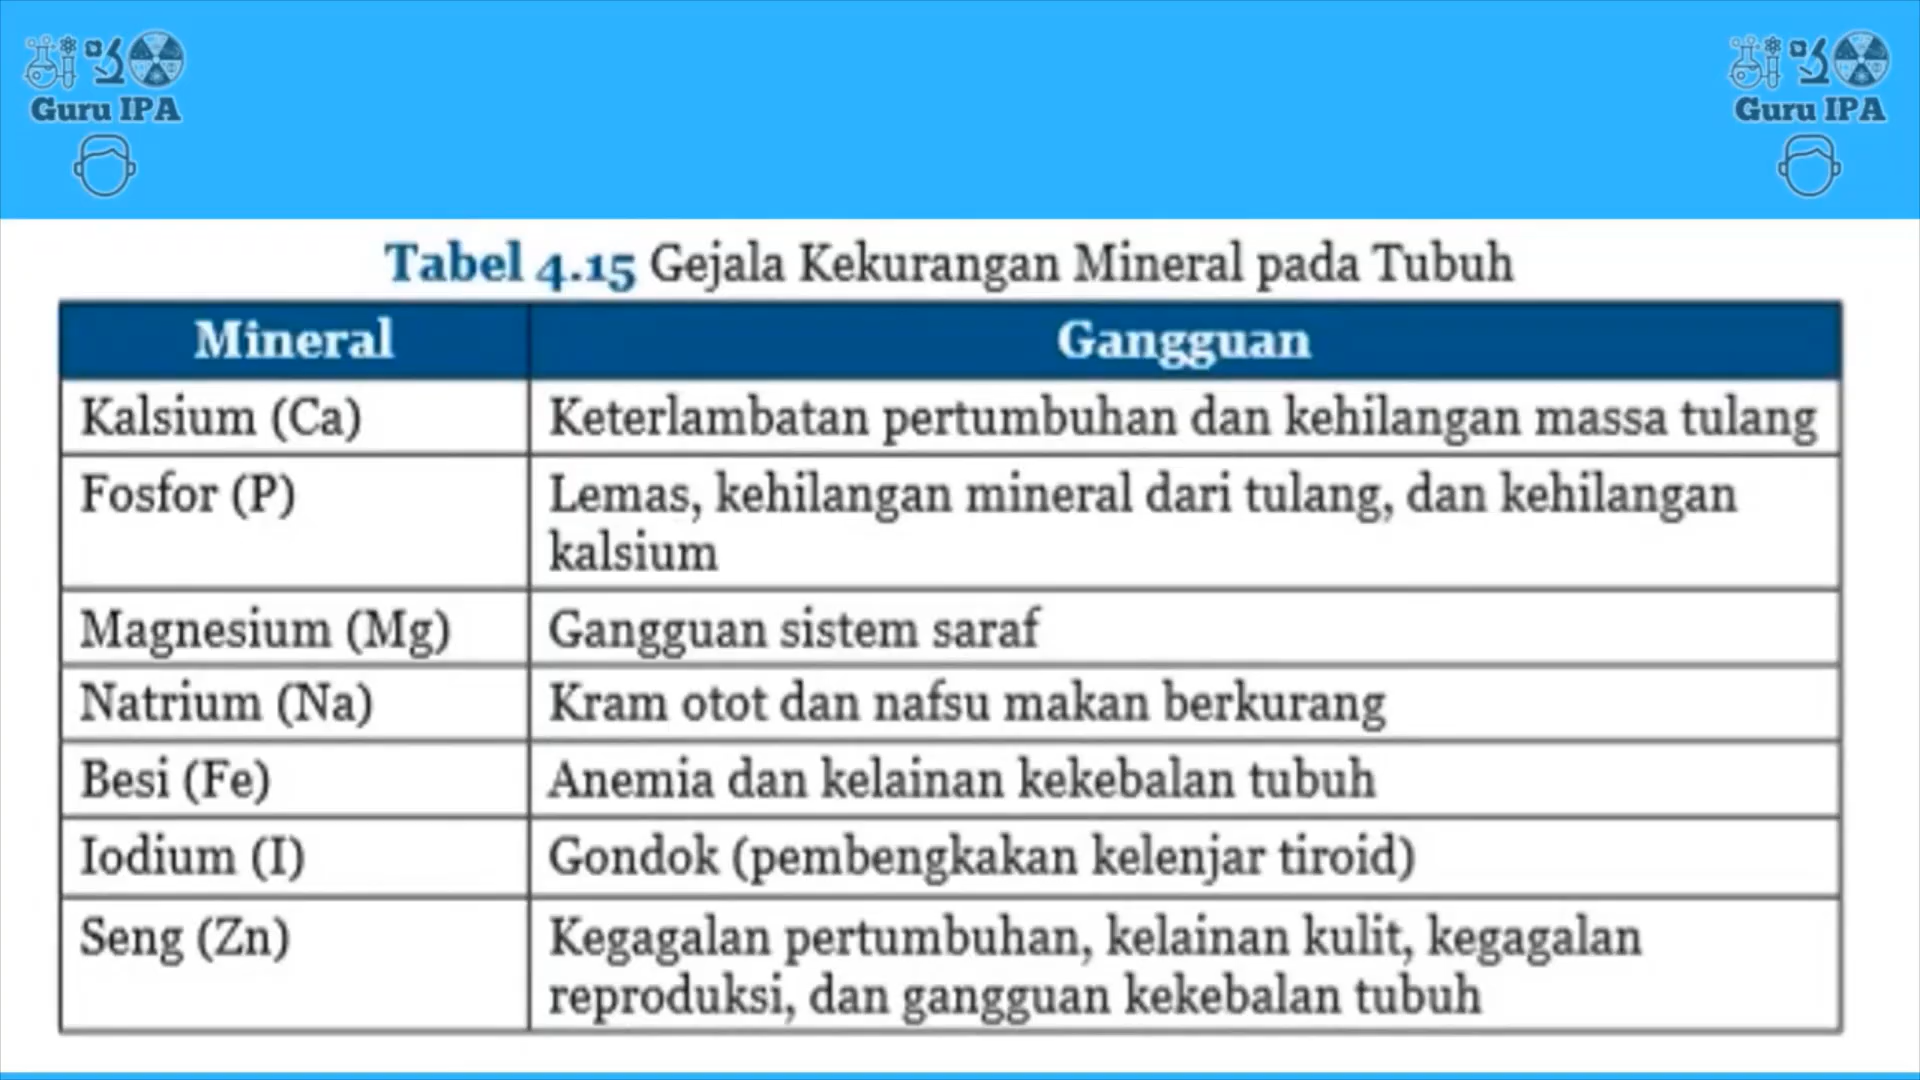 Guru IPA
Guru IPA
Tabel 4.15 Gejala Kekurangan Mineral pada Tubuh
Mineral Gangguan
Kalsium (Ca) Keterlambatan pertumbuhan dan kehilangan massa tulang
Fosfor (P) Lemas, kehilangan mineral dari tulang, dan kehilangan
kalsium
Magnesium (Mg) Gangguan sistem saraf
Natrium (Na) Kram otot dan nafsu makan berkurang
Besi (Fe) Anemia dan kelainan kekebalan tubuh
Iodium (I) Gondok (pembengkakan kelenjar tiroid)
Seng (Zn) Kegagalan pertumbuhan, kelainan kulit, kegagalan
reproduksi, dan gangguan kekebalan tubuh